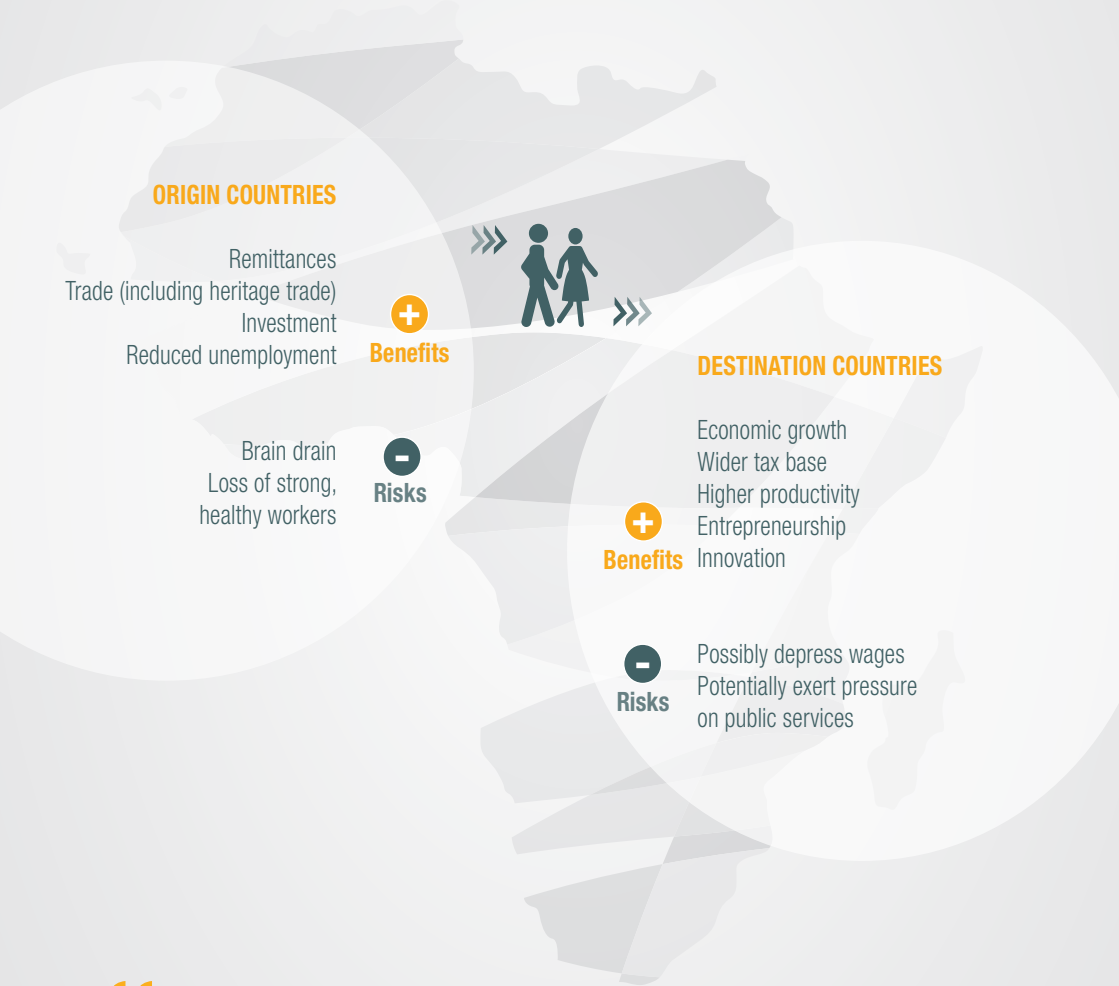 ORIGIN COUNTRIES
Remittances
Trade (including heritage trade)
Investment
Reduced unemployment
+
Benefits
Brain drain
Loss of strong,
healthy workers
-
Risks
DESTINATION COUNTRIES
Economic growth
Wider tax base
Higher productivity
Entrepreneurship
Innovation
+
Benefits
Possibly depress wages
Potentially exert pressure
on public services
-
Risks